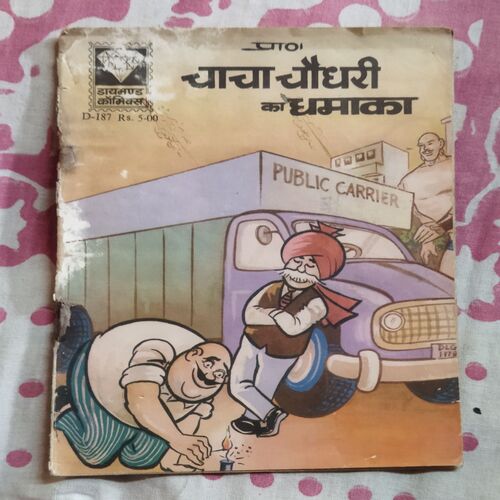 प्राण
चाचा चौधरी
का धमाका
डायमण्ड
कॉमिक्स
D-187 Rs. 5-00
PUBLIC CARRIER